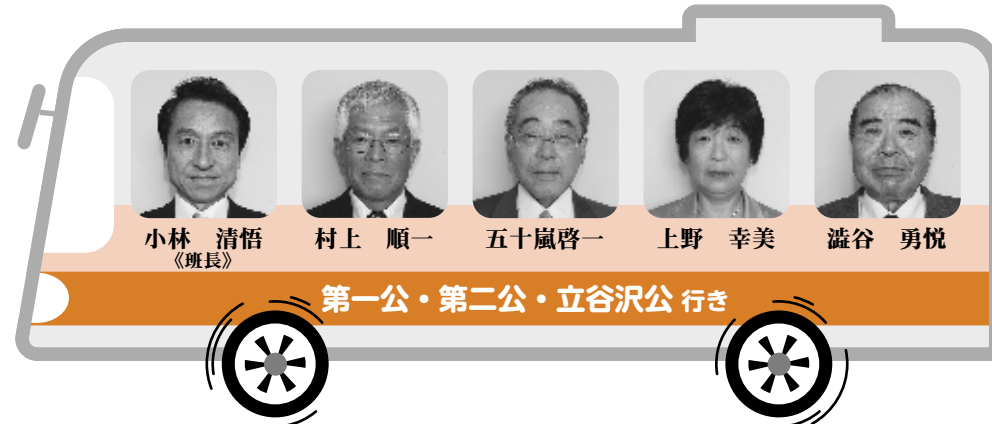 小林　清悟
《班長》
村上　順一
五十嵐啓一
上野　幸美
澁谷　勇悦
第一公・第二公・立谷沢公 行き